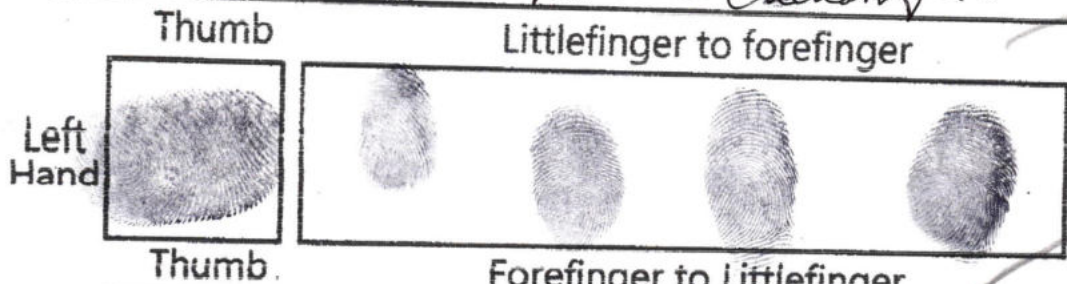 Thumb
Littlefinger to forefinger
Left
Hand
Thumb
Forefinger to Littlefinger